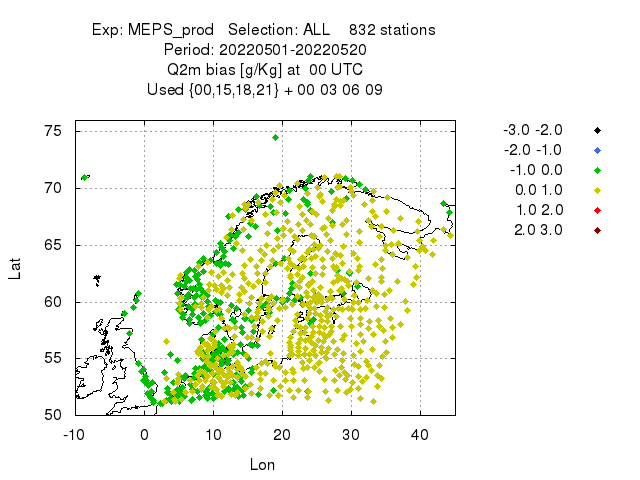 Exp: MEPS_prod   Selection: ALL    832 stations
Period: 20220501-20220520
Q2m bias [g/Kg] at  00 UTC
Used {00,15,18,21} + 00 03 06 09
75
70
65
60
55
50
-10 0 10 20 30 40
Lat
Lon
-3.0 -2.0
-2.0 -1.0
-1.0 0.0
0.0 1.0
1.0 2.0
2.0 3.0